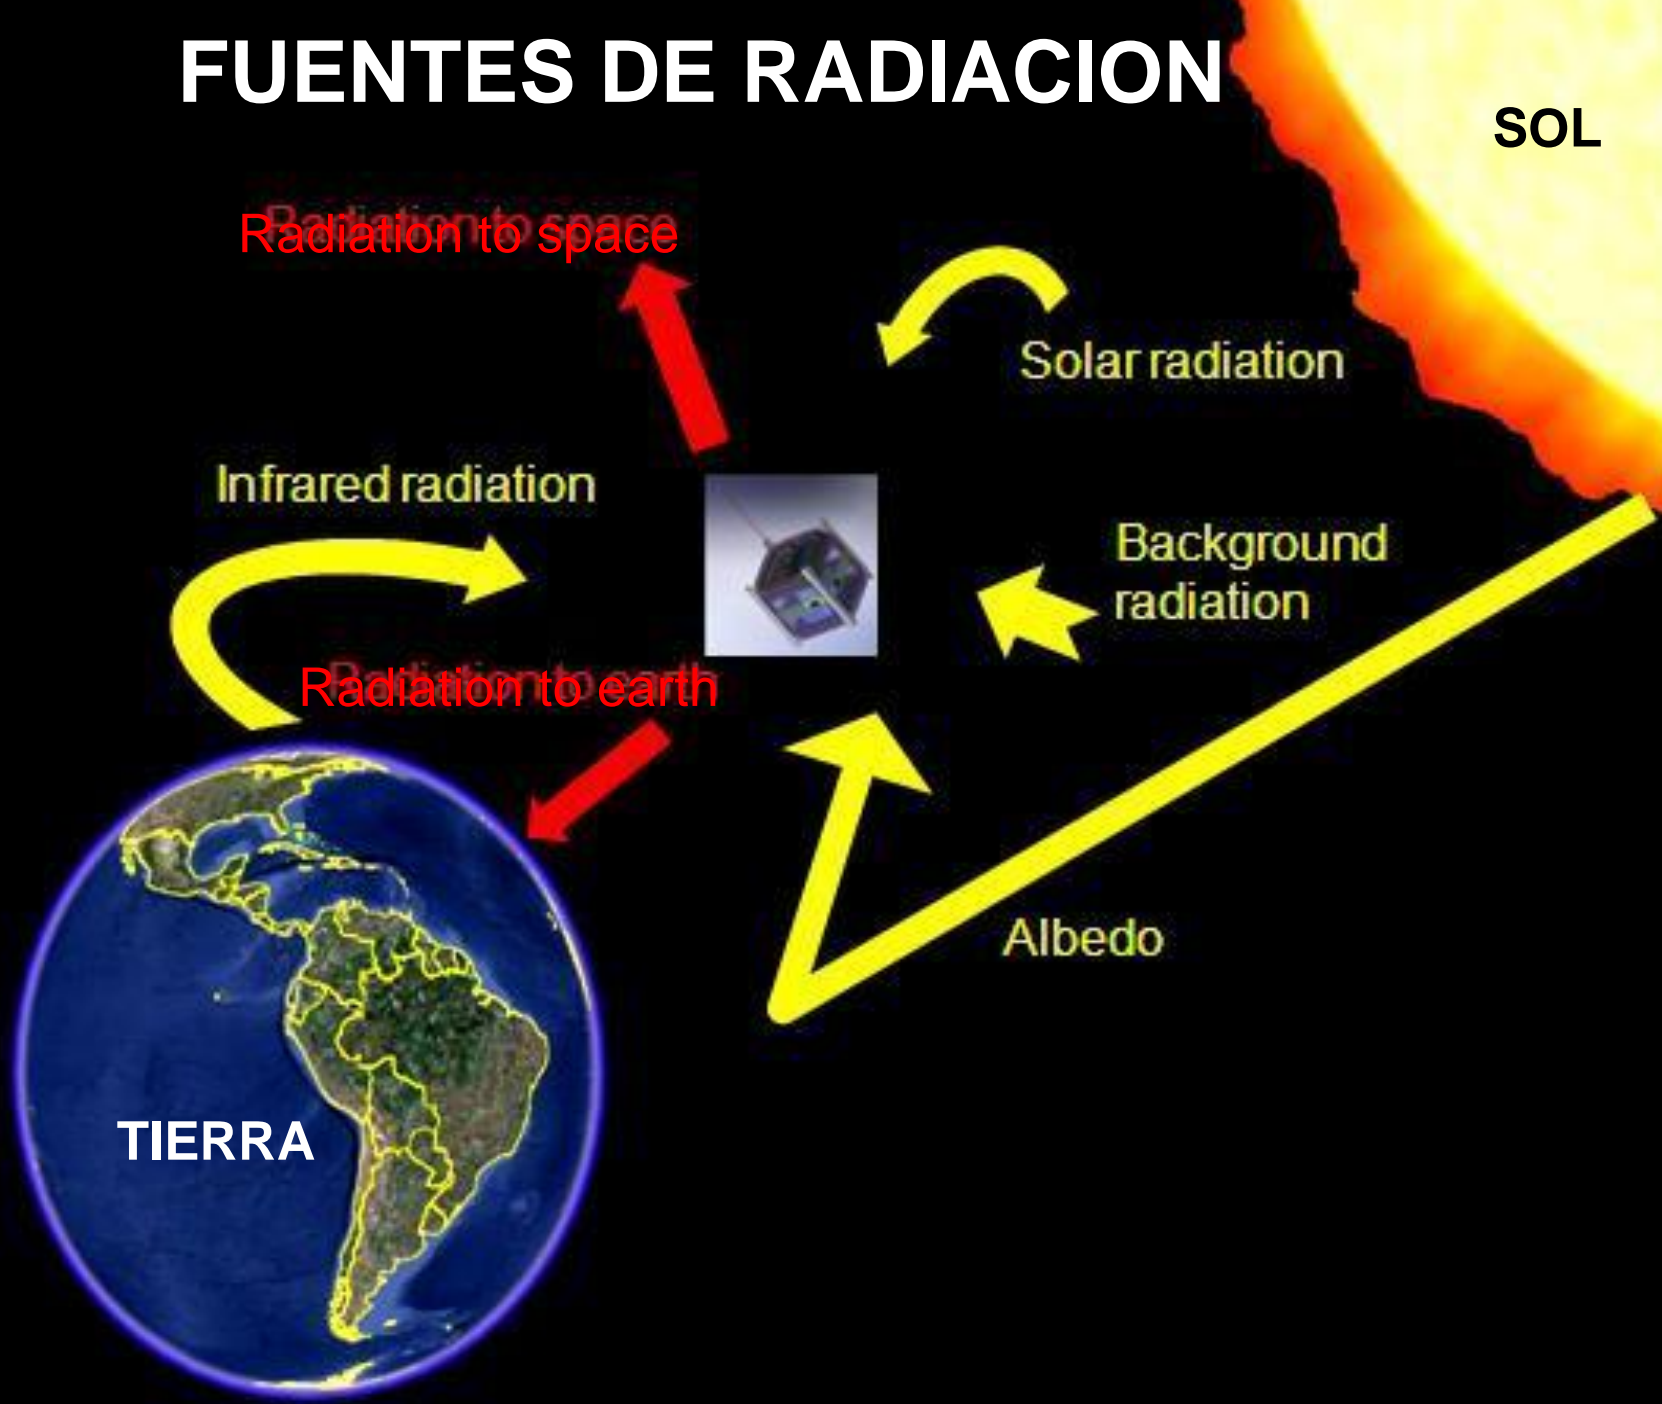 FUENTES DE RADIACION
SOL
Radiation to space
Solar radiation
Infrared radiation
Background
radiation
Radiation to earth
Albedo
TIERRA